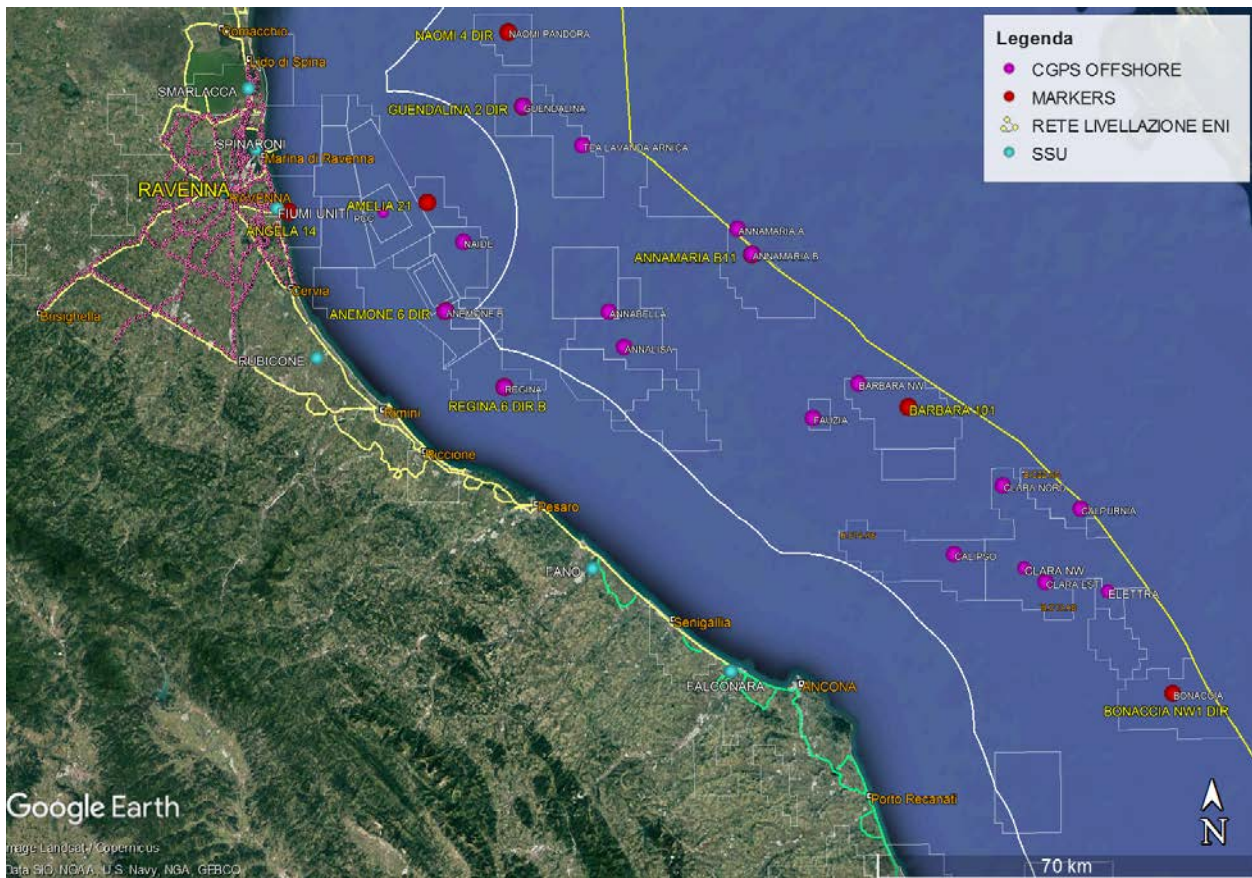 Legenda
CGPS OFFSHORE
MARKERS
RETE LIVELLAZIONE ENI
SSU
Comacchio
Lido di Spina
SMARLACCA
SPINARONI
Marina di Ravenna
RAVENNA
RAVENNA
FIUMI UNITI
PCC
ANGELA 14
Cervia
Brisighella
RUBICONE
Rimini
Riccione
Pesaro
FANO
Senigallia
FALCONARA
ANCONA
Porto Recanati
NAOMI 4 DIR
NAOMI PANDORA
GUENDALINA 2 DIR
GUENDALINA
TEA LAVANDA ARNICA
AMELIA 21
NAIDE
ANNAMARIA A
ANNAMARIA B11
ANNAMARIA B
ANEMONE 6 DIR
ANEMONE B
ANNABELLA
ANNALISA
REGINA
REGINA 6 DIR B
BARBARA NW
BARBARA 101
FAUZIA
CLARA NORD
CALPURNIA
CALIPSO
CLARA NW
CLARA EST
ELETTRA
BONACCIA
BONACCIA NW1 DIR
N
70 km
Google Earth
Image Landsat / Copernicus
Data SIO, NOAA, U.S. Navy, NGA, GEBCO